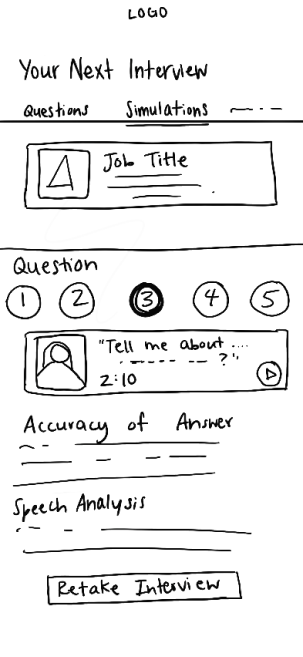 LOGO
Your Next Interview
Questions Simulations
Job Title
Question
1 2 3 4 5
"Tell me about ....
?"
2:10
Accuracy of Answer
Speech Analysis
Retake Interview